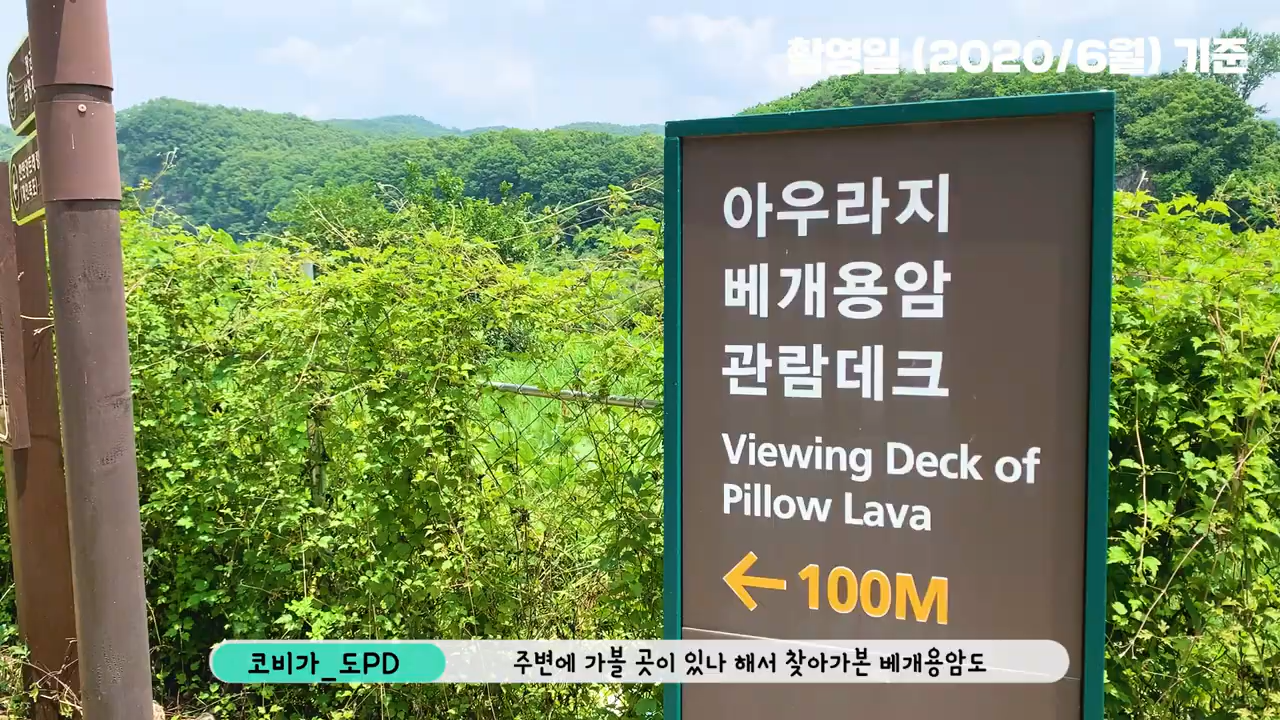 촬영일 (2020/6월) 기준
아우라지
베개용암
관람데크
Viewing Deck of
Pillow Lava
← 100M
코비가_도PD 주변에 가볼 곳이 있나 해서 찾아가본 베개용암도